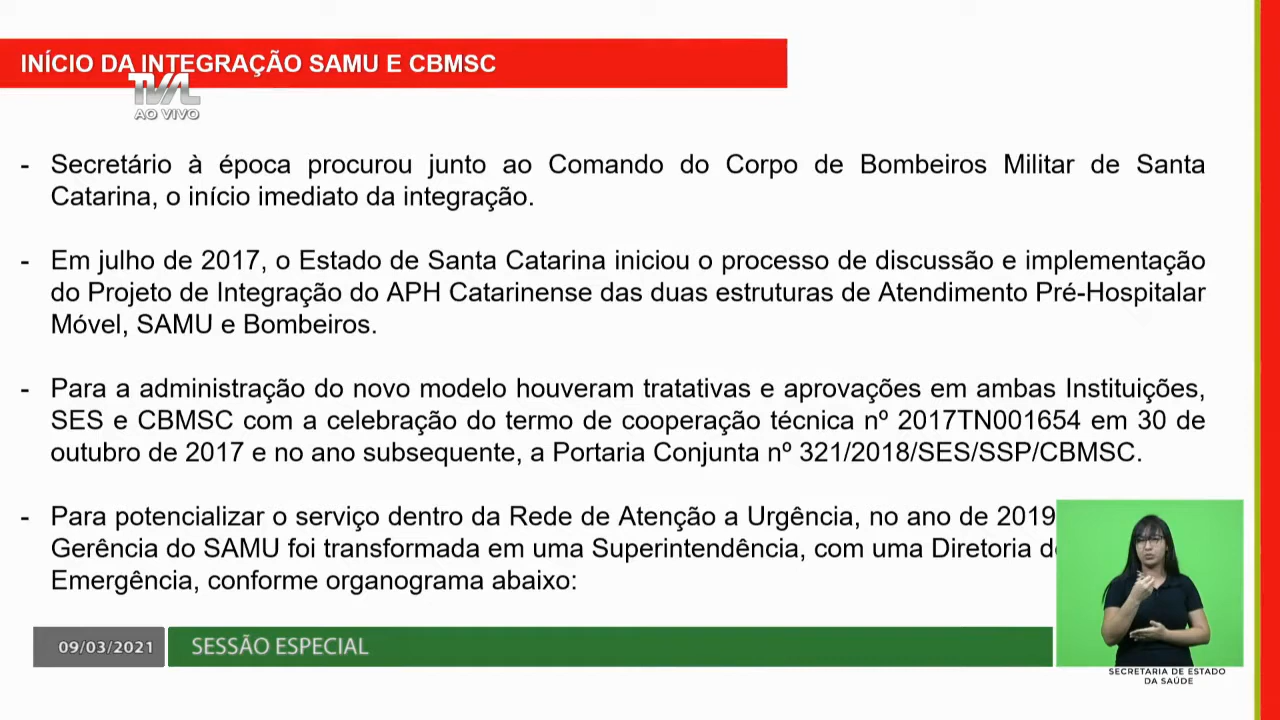 INÍCIO DA INTEGRAÇÃO SAMU E CBMSC
TVAL
AO VIVO
- Secretário à época procurou junto ao Comando do Corpo de Bombeiros Militar de Santa
Catarina, o início imediato da integração.
- Em julho de 2017, o Estado de Santa Catarina iniciou o processo de discussão e implementação
do Projeto de Integração do APH Catarinense das duas estruturas de Atendimento Pré-Hospitalar
Móvel, SAMU e Bombeiros.
- Para a administração do novo modelo houveram tratativas e aprovações em ambas Instituições,
SES e CBMSC com a celebração do termo de cooperação técnica nº 2017TN001654 em 30 de
outubro de 2017 e no ano subsequente, a Portaria Conjunta nº 321/2018/SES/SSP/CBMSC.
- Para potencializar o serviço dentro da Rede de Atenção a Urgência, no ano de 2019
Gerência do SAMU foi transformada em uma Superintendência, com uma Diretoria
Emergência, conforme organograma abaixo:
09/03/2021
SESSÃO ESPECIAL
SECRETARIA DE ESTADO
DA SAÚDE